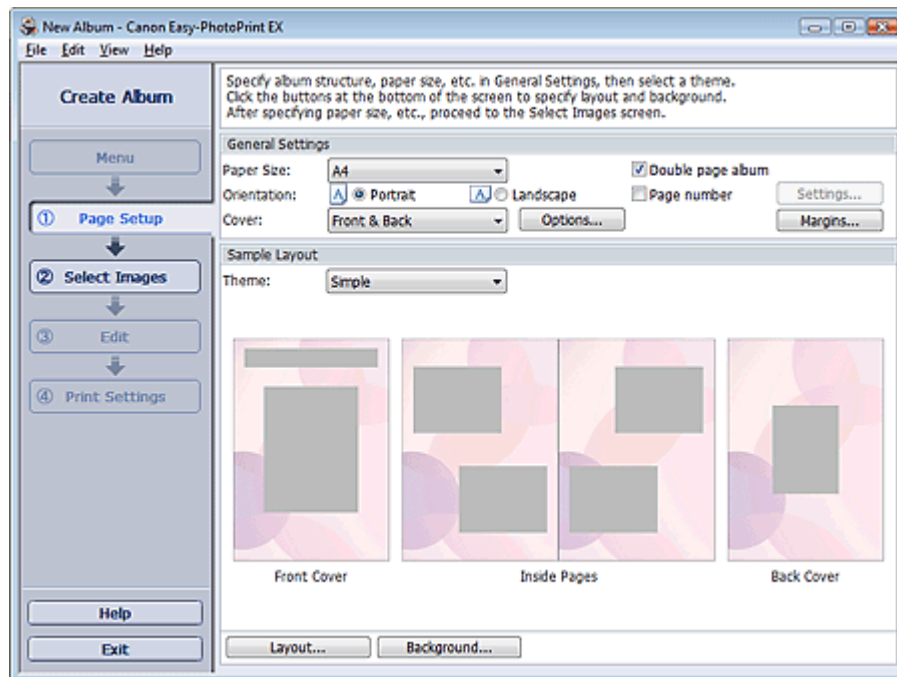 New Album - Canon Easy-PhotoPrint EX
File Edit View Help
Create Album
Menu
① Page Setup
② Select Images
③ Edit
④ Print Settings
Help
Exit
Specify album structure, paper size, etc. in General Settings, then select a theme.
Click the buttons at the bottom of the screen to specify layout and background.
After specifying paper size, etc., proceed to the Select Images screen.
General Settings
Paper Size: A4 Double page album
Orientation: A Portrait A Landscape Page number Settings...
Cover: Front & Back Options... Margins...
Sample Layout
Theme: Simple
Front Cover Inside Pages Back Cover
Layout... Background...